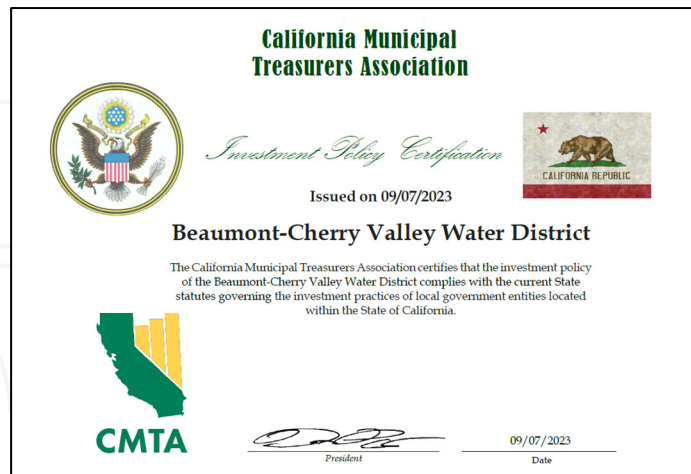 California Municipal
Treasurers Association
Investment Policy Certification
CALIFORNIA REPUBLIC
Issued on 09/07/2023
Beaumont-Cherry Valley Water District
The California Municipal Treasurers Association certifies that the investment policy
of the Beaumont-Cherry Valley Water District complies with the current State
statutes governing the investment practices of local government entities located
within the State of California.
CMTA
09/07/2023
President
Date